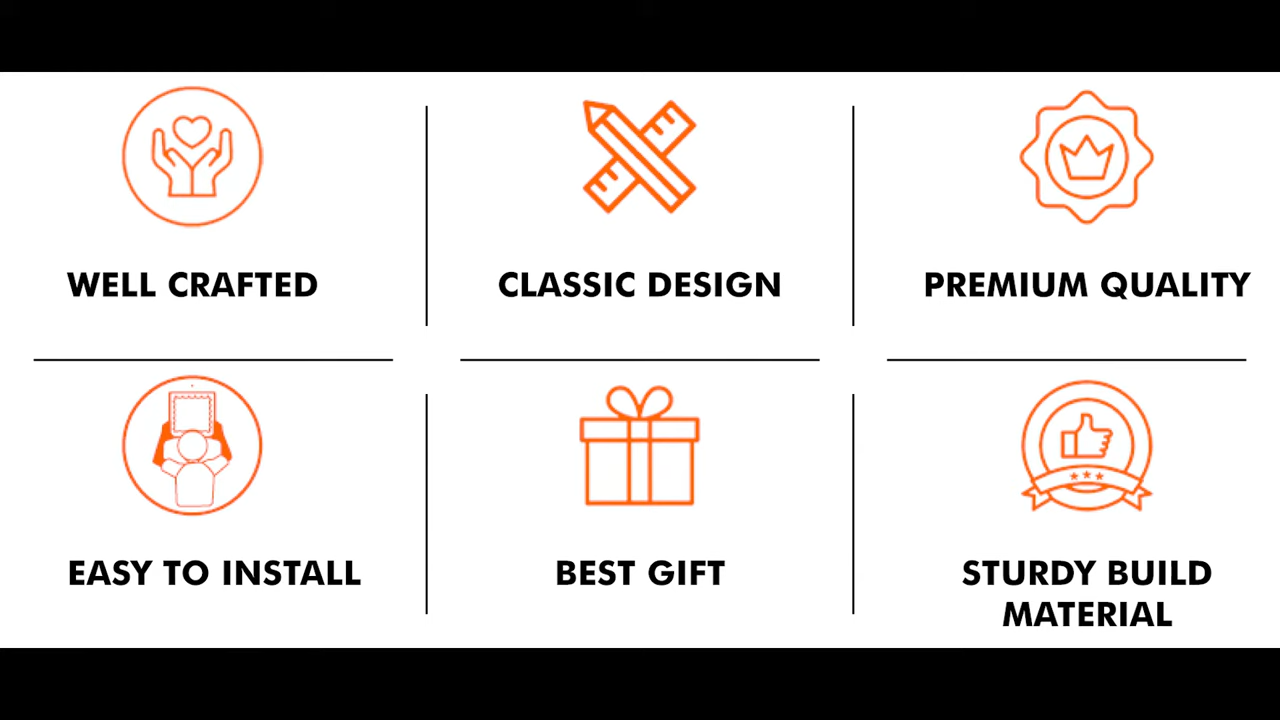 WELL CRAFTED
CLASSIC DESIGN
PREMIUM QUALITY
EASY TO INSTALL
BEST GIFT
STURDY BUILD
MATERIAL